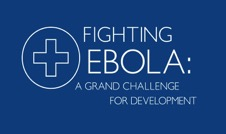 FIGHTING
EBOLA:
A GRAND CHALLENGE
FOR DEVELOPMENT